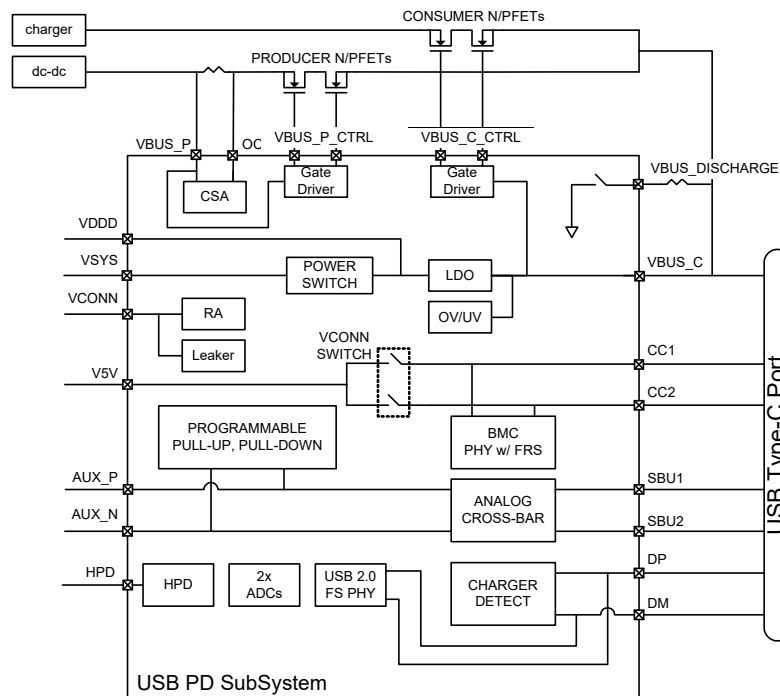 CONSUMER N/PFETs
charger
dc-dc
PRODUCER N/PFETs
VBUS_P
OC
VBUS_P_CTRL
VBUS_C_CTRL
VBUS_DISCHARGE
CSA
Gate
Driver
Gate
Driver
VDDD
VSYS
POWER
SWITCH
LDO
VBUS_C
VCONN
RA
OV/UV
Leaker
VCONN
SWITCH
CC1
V5V
CC2
PROGRAMMABLE
PULL-UP, PULL-DOWN
BMC
PHY w/ FRS
AUX_P
ANALOG
CROSS-BAR
SBU1
AUX_N
SBU2
HPD
HPD
2x
ADCs
USB 2.0
FS PHY
CHARGER
DETECT
DP
DM
USB Type-C Port
USB PD SubSystem